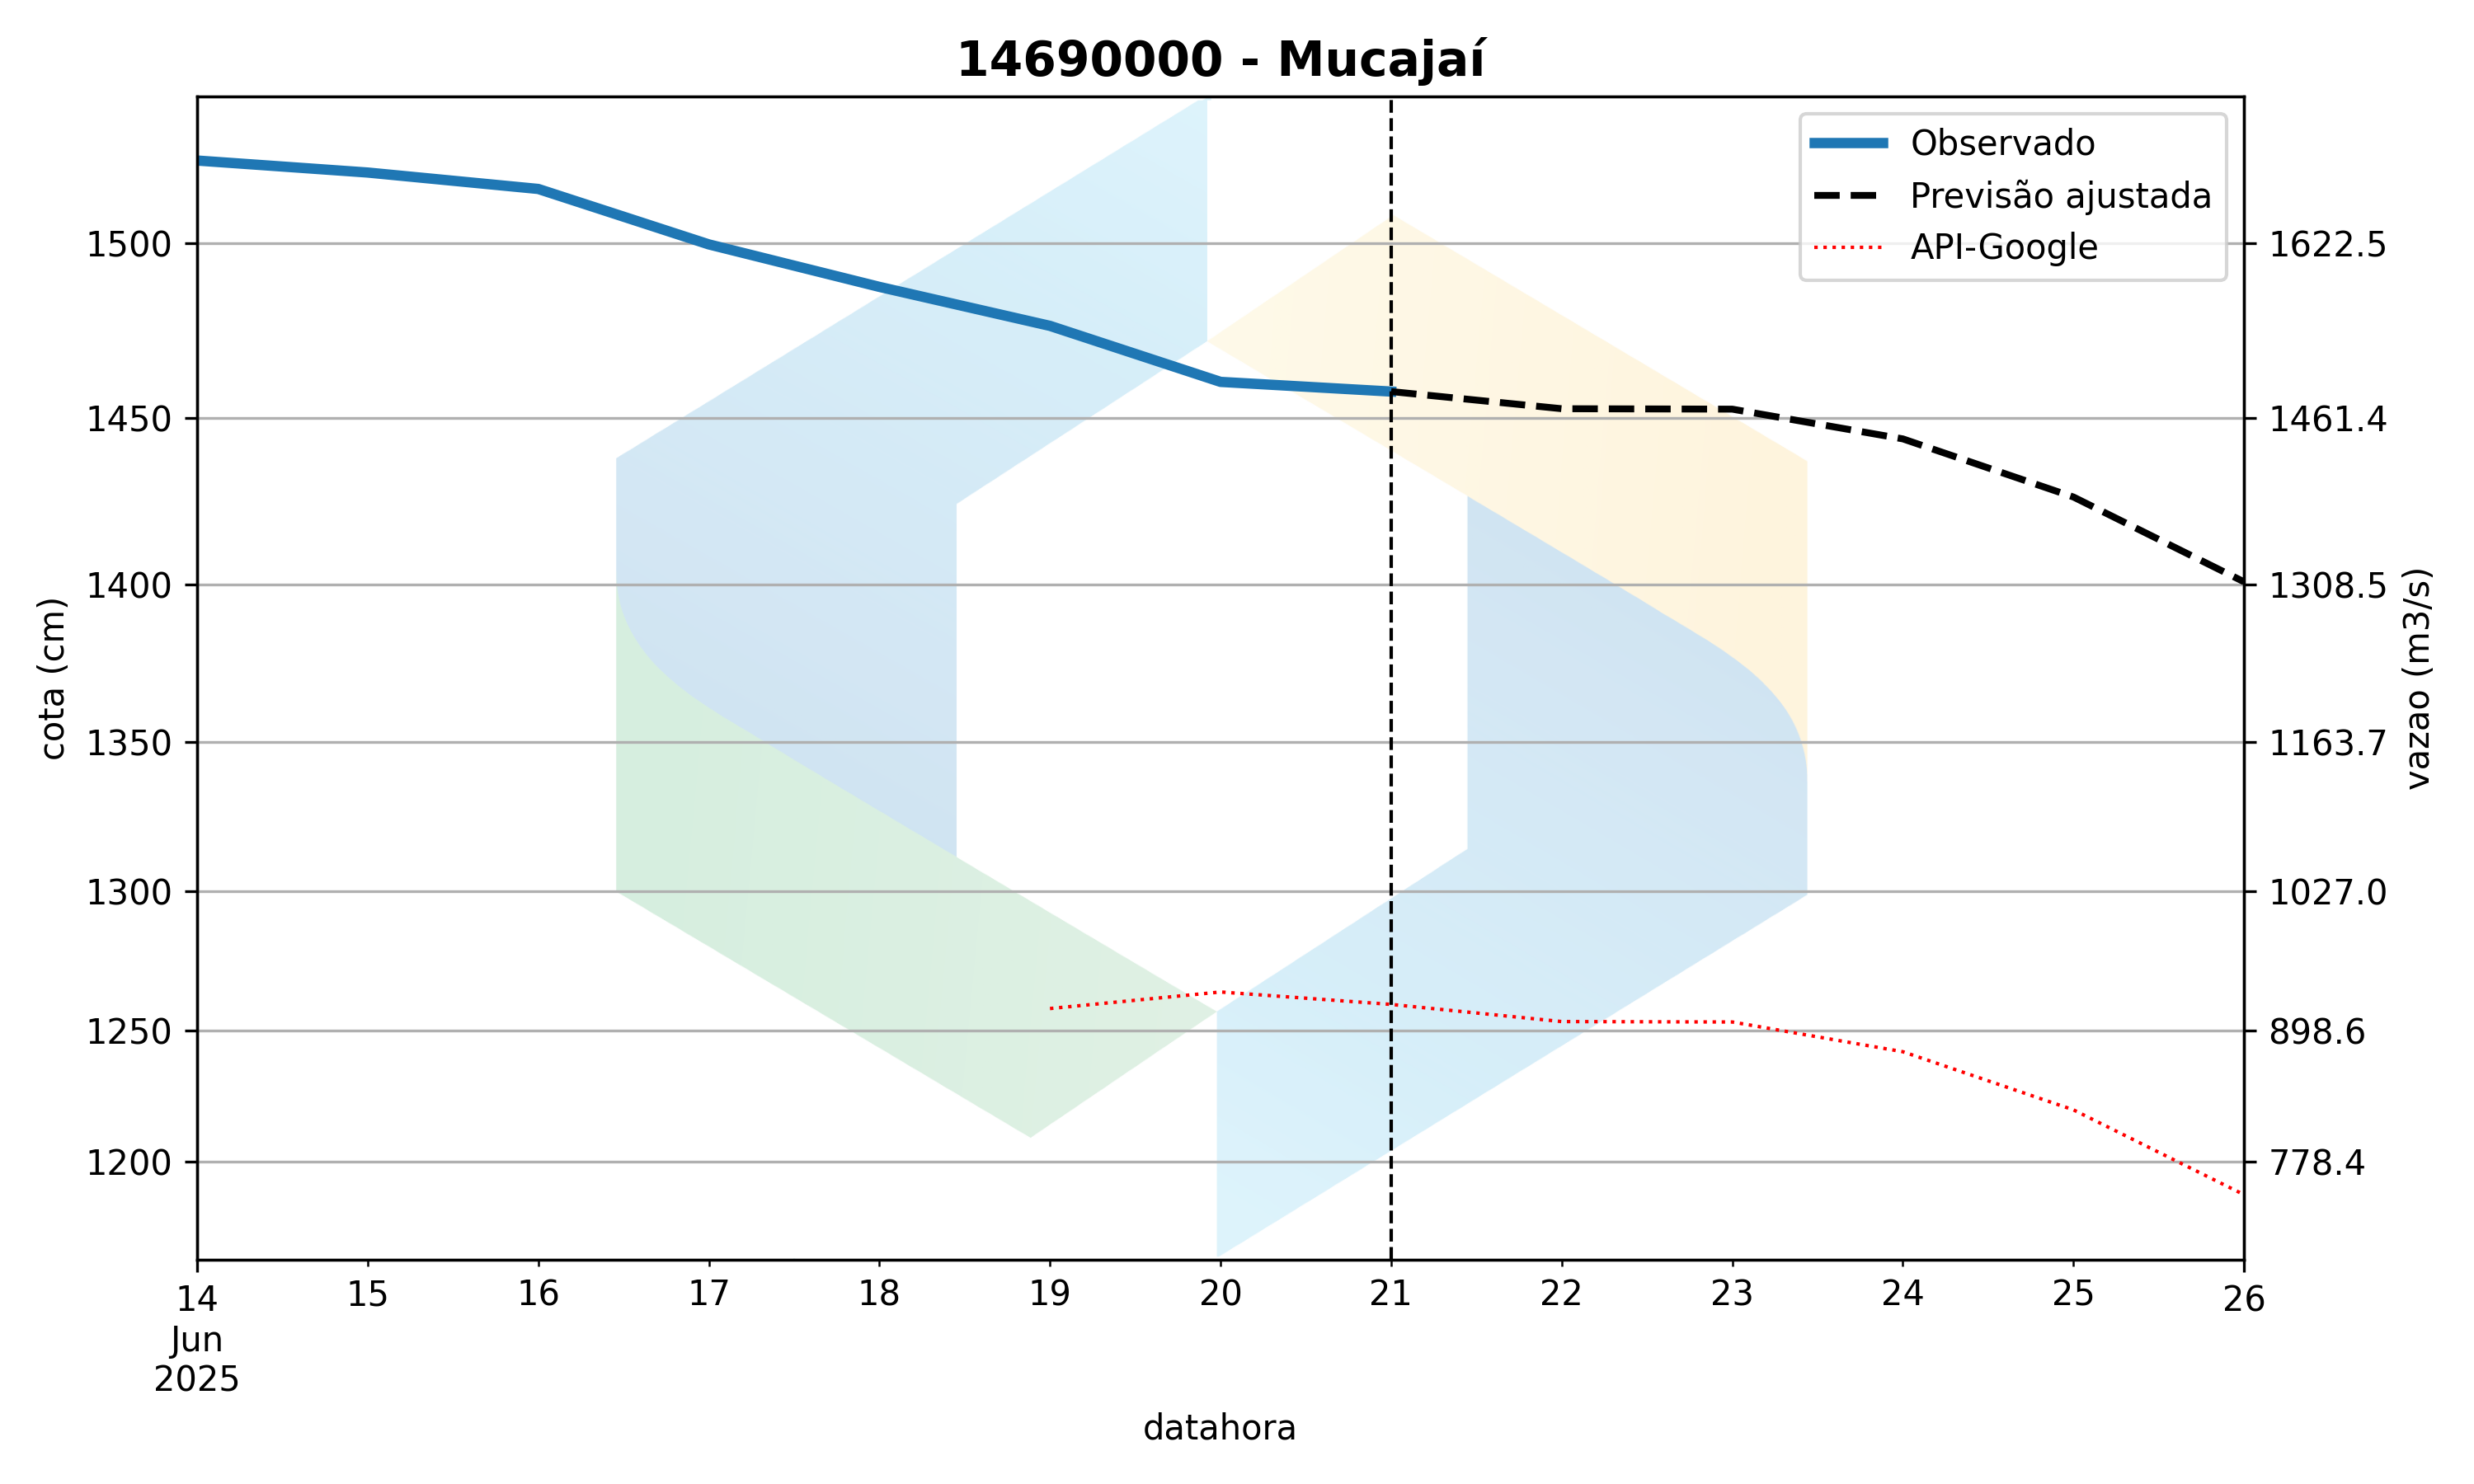 14690000 - Mucajaí
Observado
Previsão ajustada
API-Google
1500
1450
1400
1350
1300
1250
1200
cota (cm)
1622.5
1461.4
1308.5
1163.7
1027.0
898.6
778.4
vazao (m3/s)
14 15 16 17 18 19 20 21 22 23 24 25 26
Jun
2025
datahora